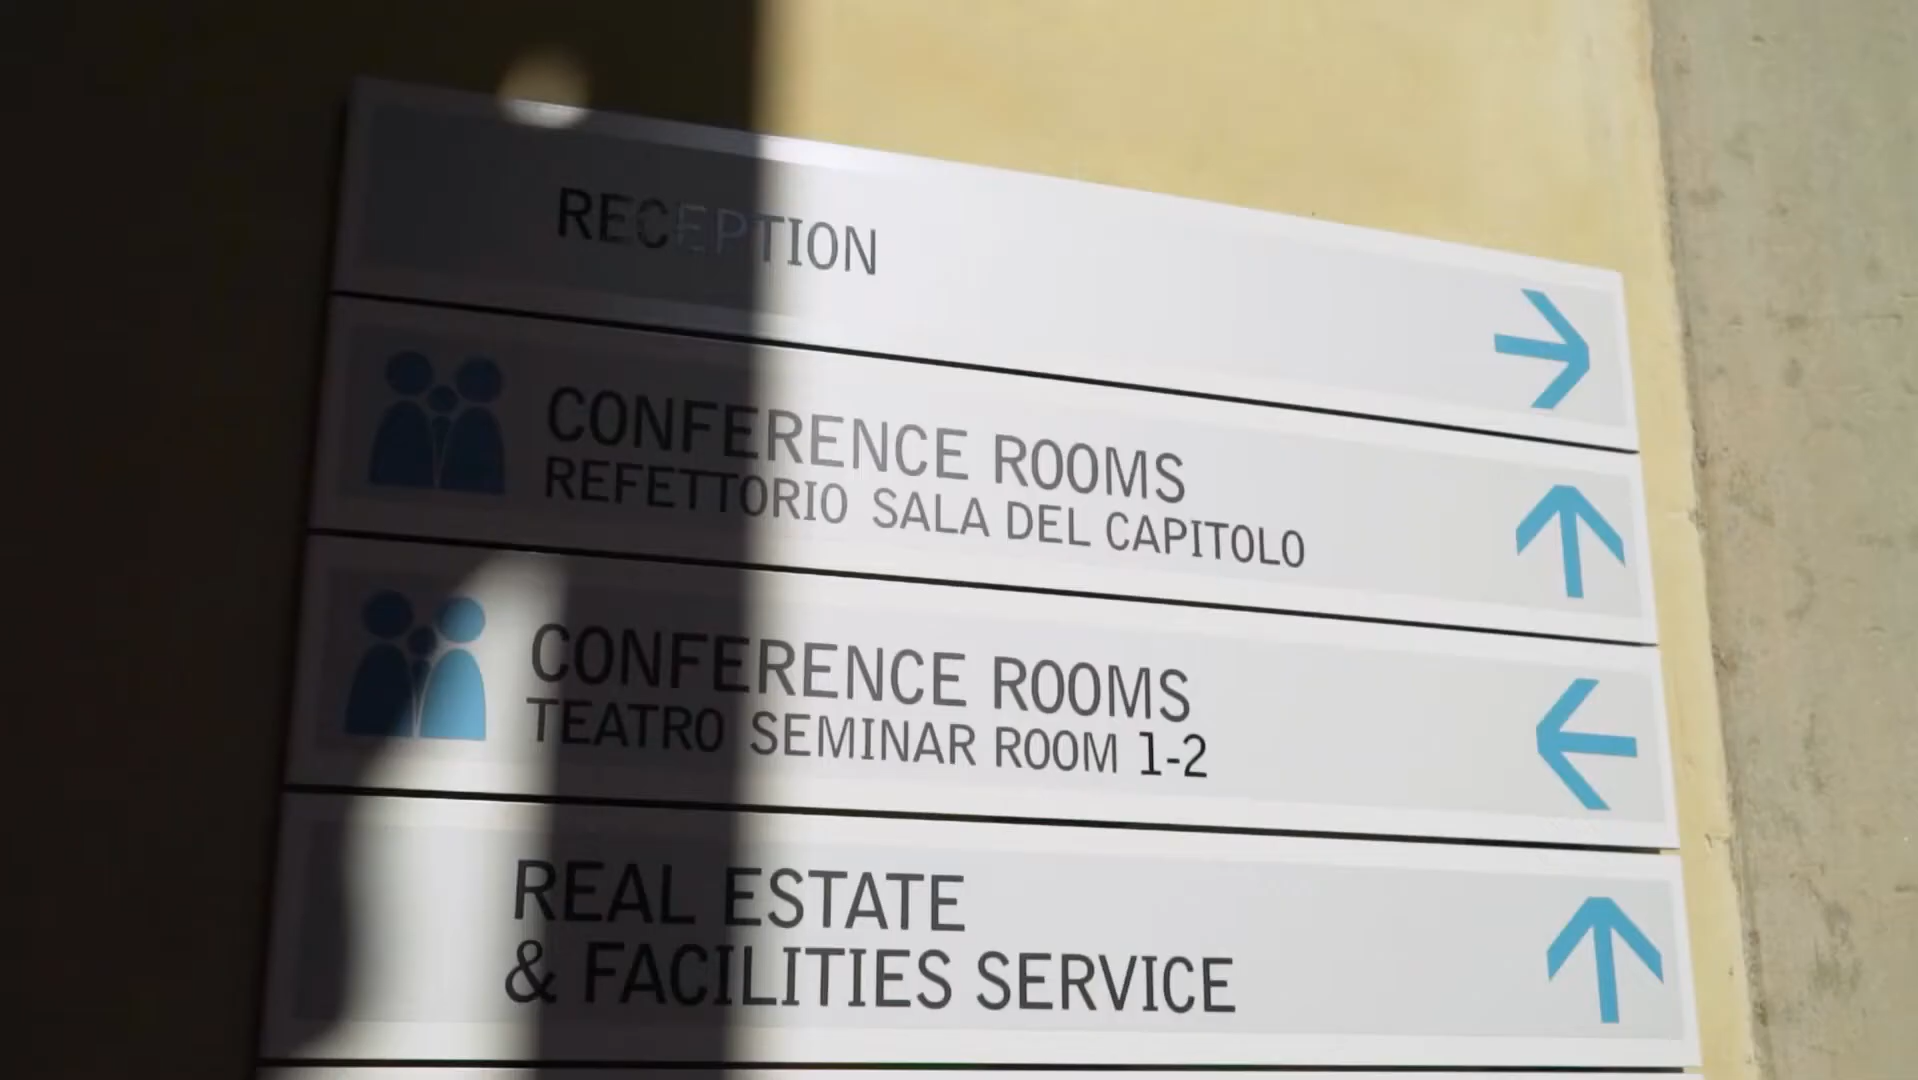 RECEPTION
CONFERENCE ROOMS
REFETTORIO SALA DEL CAPITOLO
CONFERENCE ROOMS
TEATRO SEMINAR ROOM 1-2
REAL ESTATE
& FACILITIES SERVICE